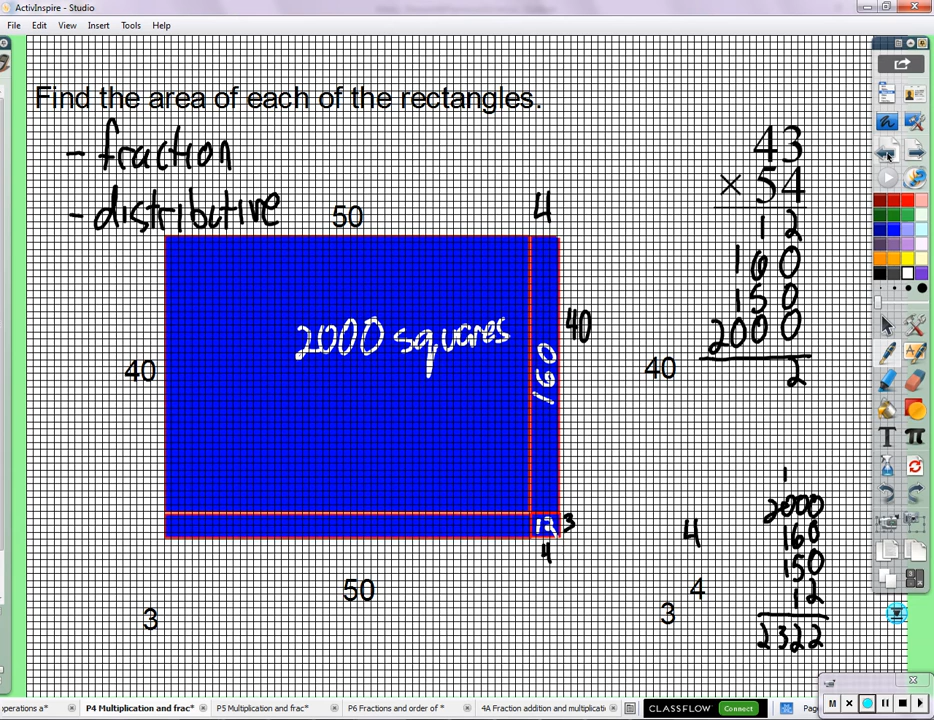 ActivInspire - Studio
File Edit View Insert Tools Help
Find the area of each of the rectangles.
- fraction
- distributive
50
4
43
× 54
12
160
150
2000
2
2000 squares
160
40
40
40
12
3
4
50
3
4
4
3
1
2000
160
150
12
2322
M
operations a*
P4 Multiplication and frac*
P5 Multiplication and frac*
P6 Fractions and order of *
4A Fraction addition and multiplicati
CLASSFLOW
Connect
Pag